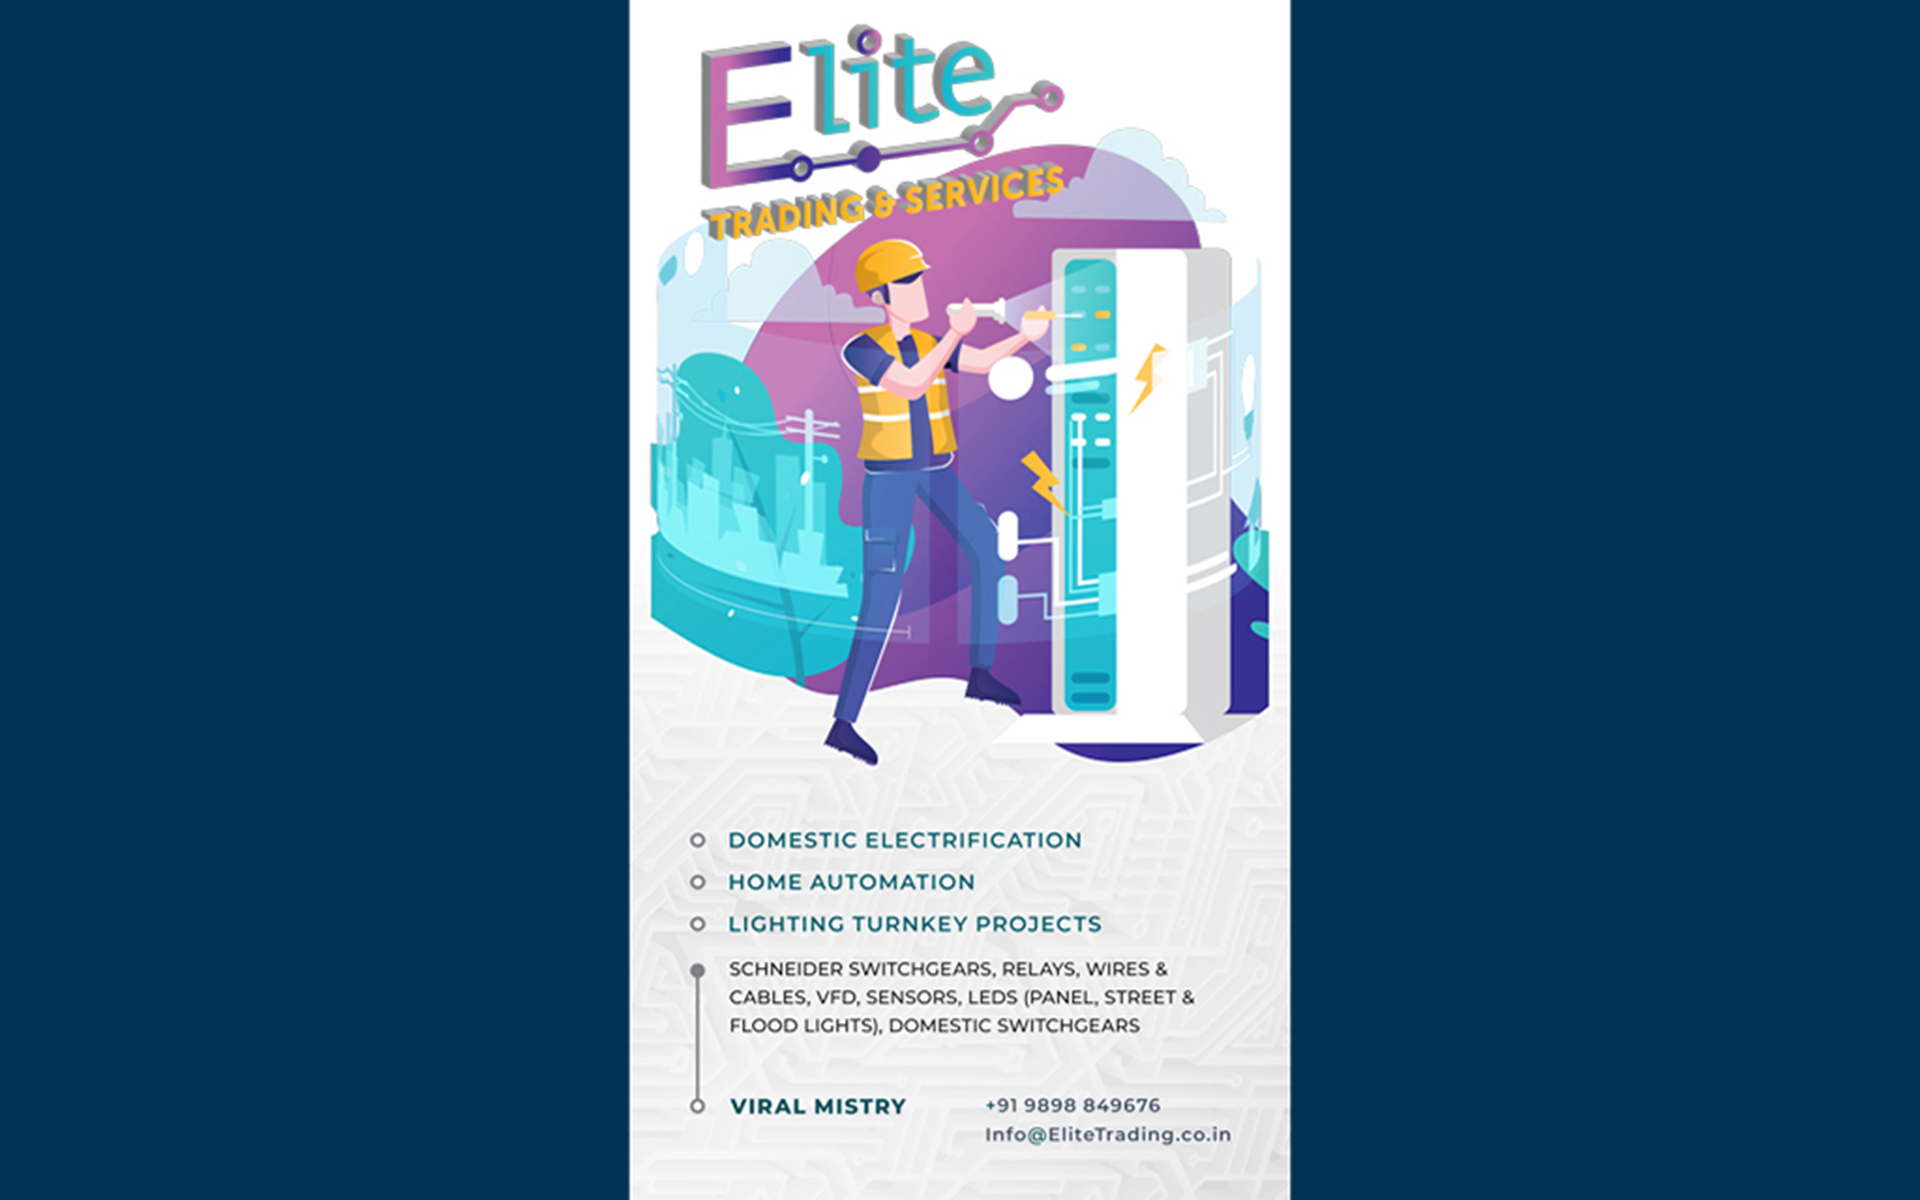 Elite
TRADING & SERVICES
DOMESTIC ELECTRIFICATION
HOME AUTOMATION
LIGHTING TURNKEY PROJECTS
SCHNEIDER SWITCHGEARS, RELAYS, WIRES &
CABLES, VFD, SENSORS, LEDS (PANEL, STREET &
FLOOD LIGHTS), DOMESTIC SWITCHGEARS
VIRAL MISTRY
+91 9898 849676
Info@EliteTrading.co.in